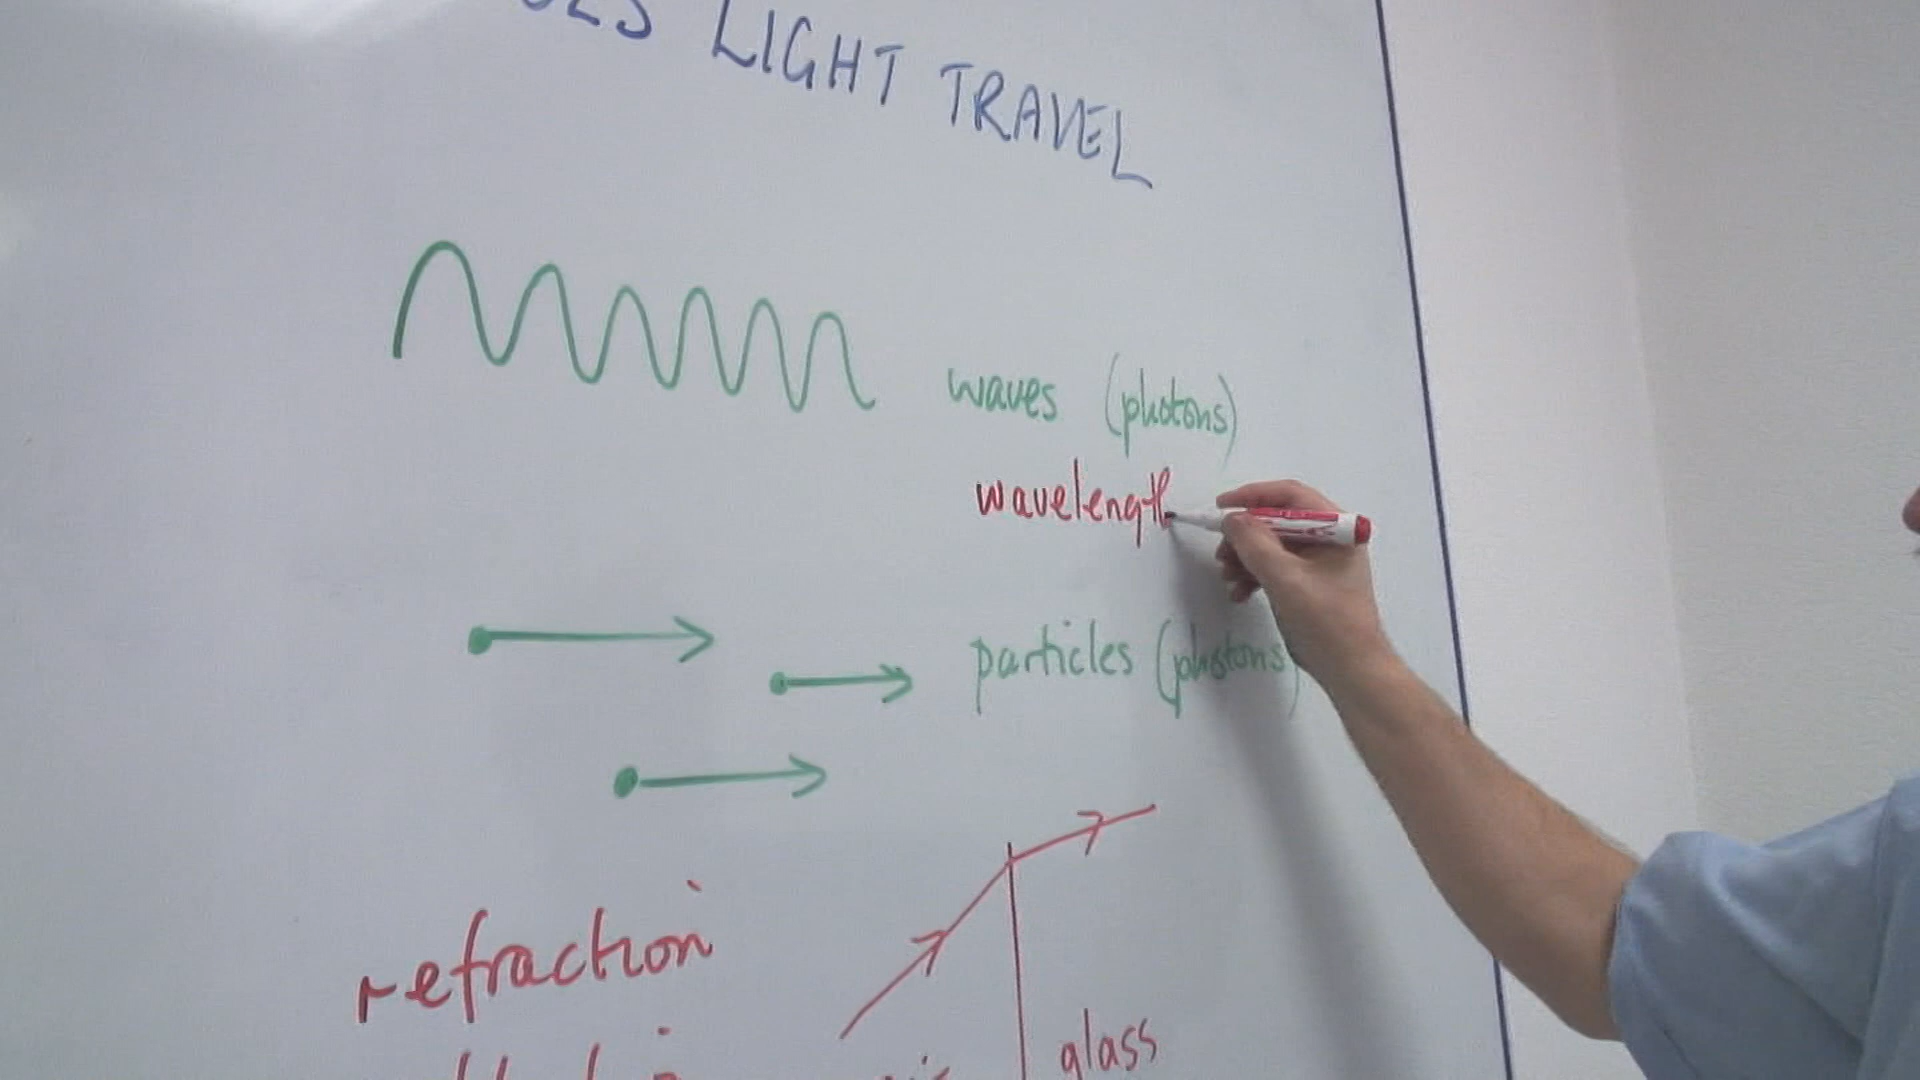 LIGHT TRAVEL
waves (photons)
wavelength
particles (photons)
refraction
glass